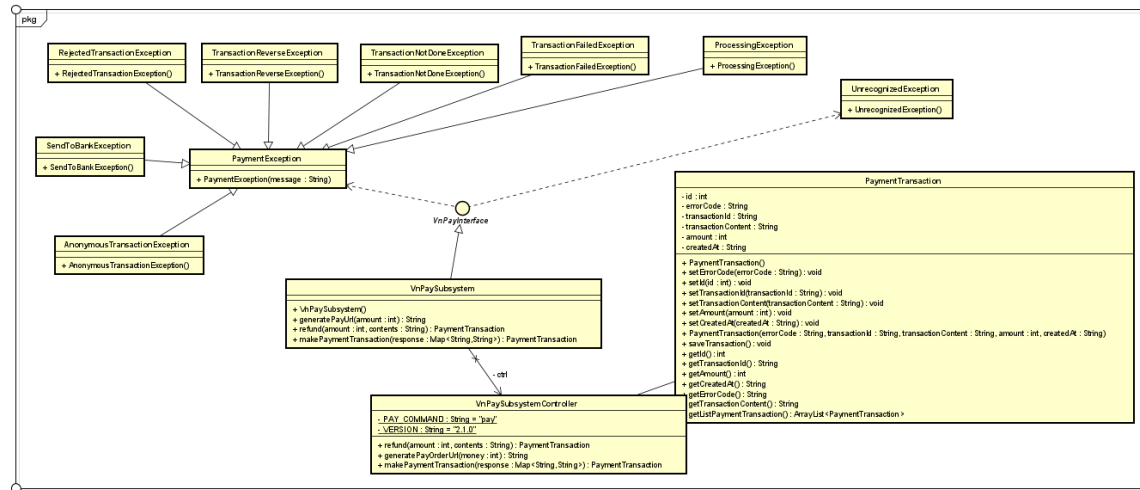 pkg
RejectedTransactionException
+ RejectedTransactionException()
TransactionReverseException
+ TransactionReverseException()
TransactionNotDoneException
+ TransactionNotDoneException()
TransactionFailedException
+ TransactionFailedException()
ProcessingException
+ ProcessingException()
UnrecognizedException
+ UnrecognizedException()
SendToBankException
+ SendToBankException()
PaymentException
+ PaymentException(message : String)
AnonymousTransactionException
+ AnonymousTransactionException()
VnPayInterface
PaymentTransaction
- id : int
- errorCode : String
- transactionId : String
- transactionContent : String
- amount : int
- createdAt : String
+ PaymentTransaction()
+ setErrorCode(errorCode : String) : void
+ setId(id : int) : void
+ setTransactionId(transactionId : String) : void
+ setTransactionContent(transactionContent : String) : void
+ setAmount(amount : int) : void
+ setCreatedAt(createdAt : String) : void
+ PaymentTransaction(errorCode : String, transactionId : String, transactionContent : String, amount : int, createdAt : String)
+ saveTransaction() : void
+ getId() : int
+ getTransactionId() : String
+ getAmount() : int
+ getCreatedAt() : String
+ getErrorCode() : String
getTransactionContent() : String
getListPaymentTransaction() : ArrayList<PaymentTransaction>
VnPaySubsystem
+ VnPaySubsystem()
+ generatePayUrl(amount : int) : String
+ refund(amount : int, contents : String) : PaymentTransaction
+ makePaymentTransaction(response : Map<String,String>) : PaymentTransaction
- ctrl
VnPaySubsystemController
- PAY_COMMAND : String = "pay"
- VERSION : String = "2.1.0"
+ refund(amount : int, contents : String) : PaymentTransaction
+ generatePayOrderUrl(money : int) : String
+ makePaymentTransaction(response : Map<String,String>) : PaymentTransaction